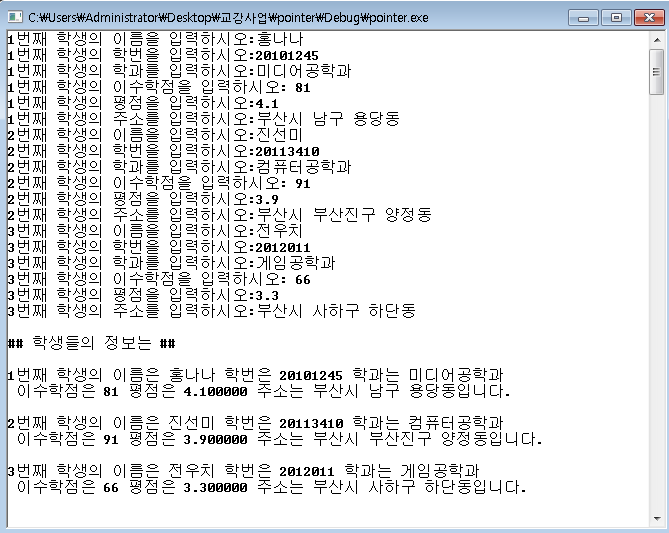 C:₩Users₩Administrator₩Desktop₩교강사업₩pointer₩Debug₩pointer.exe
1번째 학생의 이름을 입력하시오:홍나나
1번째 학생의 학번을 입력하시오:20101245
1번째 학생의 학과를 입력하시오:미디어공학과
1번째 학생의 이수학점을 입력하시오: 81
1번째 학생의 평점을 입력하시오:4.1
1번째 학생의 주소를 입력하시오:부산시 남구 용당동
2번째 학생의 이름을 입력하시오:진선미
2번째 학생의 학번을 입력하시오:20113410
2번째 학생의 학과를 입력하시오:컴퓨터공학과
2번째 학생의 이수학점을 입력하시오: 91
2번째 학생의 평점을 입력하시오:3.9
2번째 학생의 주소를 입력하시오:부산시 부산진구 양정동
3번째 학생의 이름을 입력하시오:전우치
3번째 학생의 학번을 입력하시오:2012011
3번째 학생의 학과를 입력하시오:게임공학과
3번째 학생의 이수학점을 입력하시오: 66
3번째 학생의 평점을 입력하시오:3.3
3번째 학생의 주소를 입력하시오:부산시 사하구 하단동
## 학생들의 정보는 ##
1번째 학생의 이름은 홍나나 학번은 20101245 학과는 미디어공학과
이수학점은 81 평점은 4.100000 주소는 부산시 남구 용당동입니다.
2번째 학생의 이름은 진선미 학번은 20113410 학과는 컴퓨터공학과
이수학점은 91 평점은 3.900000 주소는 부산시 부산진구 양정동입니다.
3번째 학생의 이름은 전우치 학번은 2012011 학과는 게임공학과
이수학점은 66 평점은 3.300000 주소는 부산시 사하구 하단동입니다.